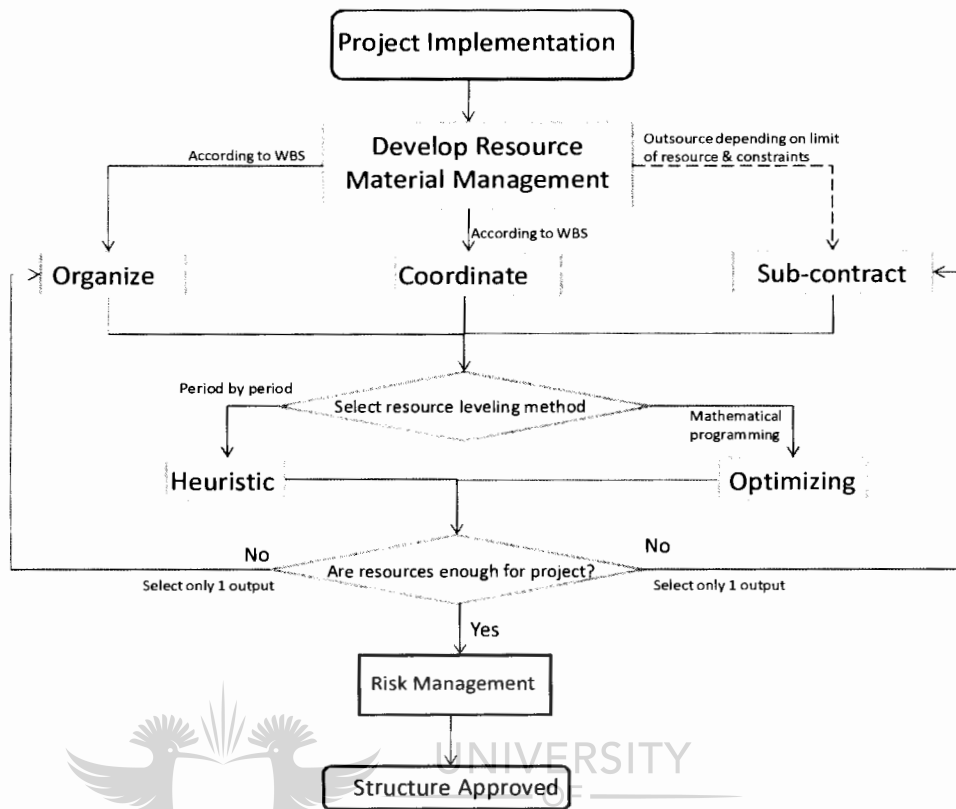 Project Implementation
According to WBS
Develop Resource
Material Management
Outsource depending on limit
of resource & constraints
According to WBS
Organize
Coordinate
Sub-contract
Period by period
Select resource leveling method
Mathematical
programming
Heuristic
Optimizing
No
Are resources enough for project?
No
Select only 1 output
Select only 1 output
Yes
Risk Management
UNIVERSITY
Structure Approved
OF